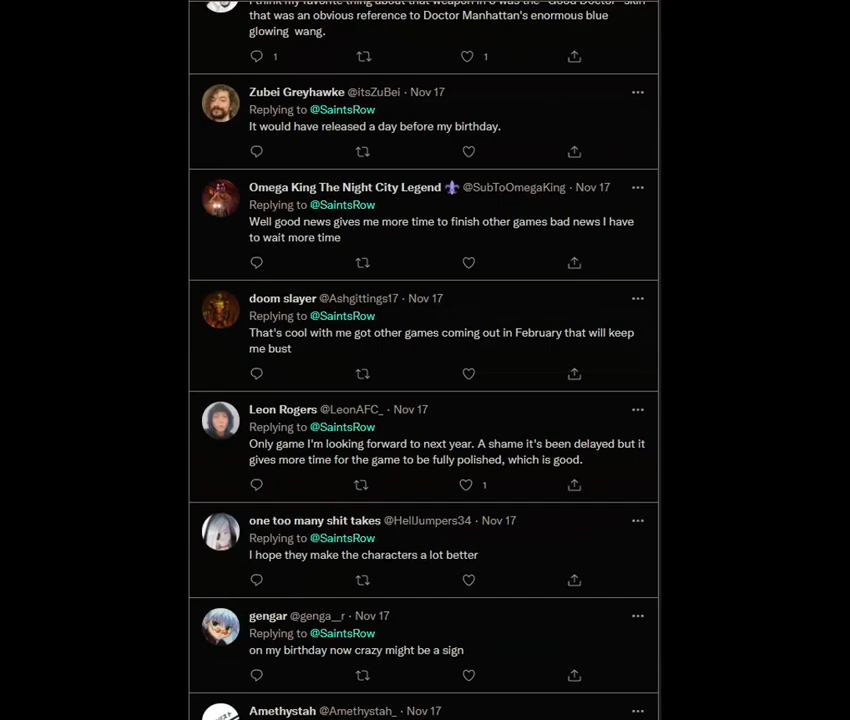 that was an obvious reference to Doctor Manhattan's enormous blue
glowing wang.
1 1
Zubei Greyhawke @itsZuBei · Nov 17
Replying to @SaintsRow
It would have released a day before my birthday.
Omega King The Night City Legend ⚜ @SubToOmegaKing · Nov 17
Replying to @SaintsRow
Well good news gives me more time to finish other games bad news I have
to wait more time
doom slayer @Ashgittings17 · Nov 17
Replying to @SaintsRow
That's cool with me got other games coming out in February that will keep
me bust
Leon Rogers @LeonAFC_ · Nov 17
Replying to @SaintsRow
Only game I'm looking forward to next year. A shame it's been delayed but it
gives more time for the game to be fully polished, which is good.
1
one too many shit takes @HellJumpers34 · Nov 17
Replying to @SaintsRow
I hope they make the characters a lot better
gengar @genga__r · Nov 17
Replying to @SaintsRow
on my birthday now crazy might be a sign
Amethystah @Amethystah_ · Nov 17